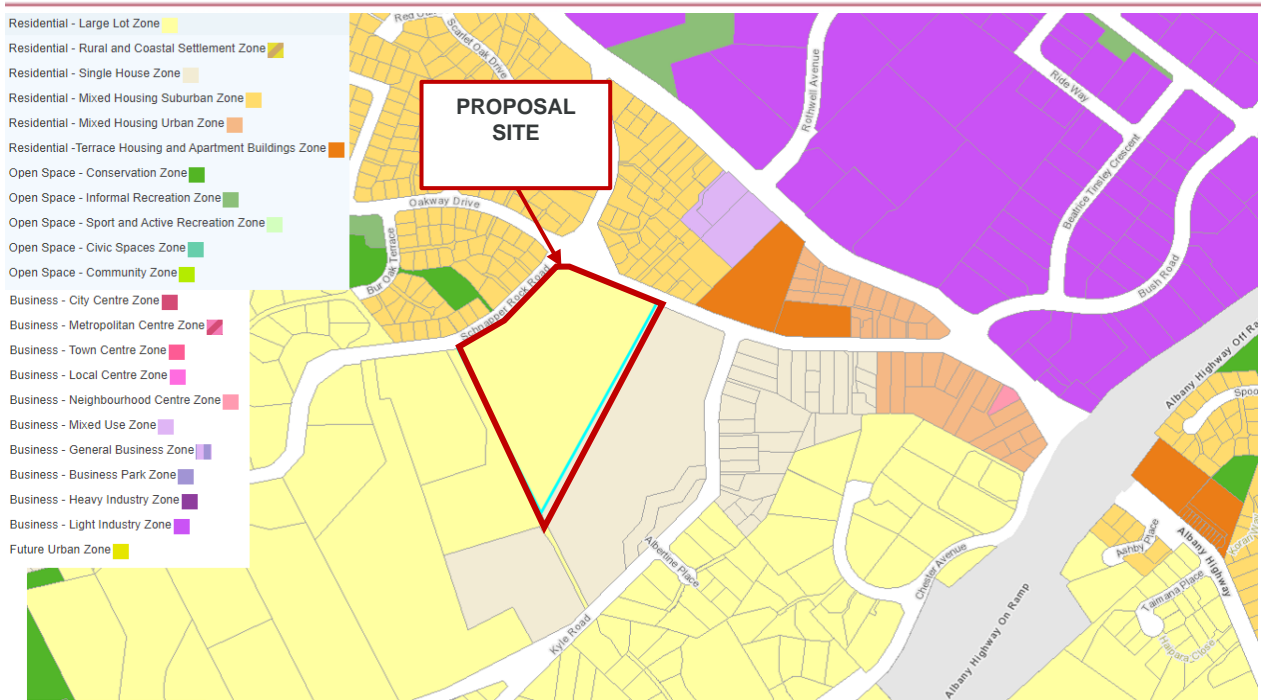 Residential - Large Lot Zone
Residential - Rural and Coastal Settlement Zone
Residential - Single House Zone
Residential - Mixed Housing Suburban Zone
Residential - Mixed Housing Urban Zone
Residential -Terrace Housing and Apartment Buildings Zone
Open Space - Conservation Zone
Open Space - Informal Recreation Zone
Open Space - Sport and Active Recreation Zone
Open Space - Civic Spaces Zone
Open Space - Community Zone
Business - City Centre Zone
Business - Metropolitan Centre Zone
Business - Town Centre Zone
Business - Local Centre Zone
Business - Neighbourhood Centre Zone
Business - Mixed Use Zone
Business - General Business Zone
Business - Business Park Zone
Business - Heavy Industry Zone
Business - Light Industry Zone
Future Urban Zone
PROPOSAL
SITE
Red
Scarlet Oak Drive
Oakway Drive
Bur Oak Terrace
Schnapper Rock Road
Rothwell Avenue
Ride Way
Beatrice Tinsley Crescent
Bush Road
Albany Highway Off Ra
Spoo
Ashby Place
Albany Highway
Karan Way
Taimana Place
Haipara Close
Chester Avenue
Albany Highway On Ramp
Albertine Place
Kyle Road